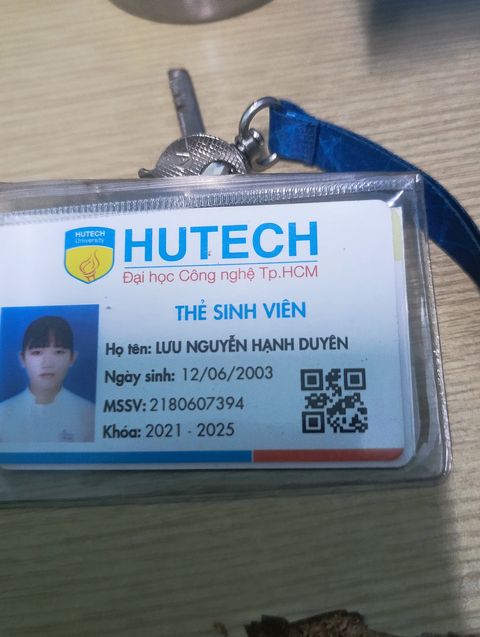 HUTECH
University
HUTECH
Đại học Công nghệ Tp.HCM
THẺ SINH VIÊN
Họ tên: LƯU NGUYỄN HẠNH DUYÊN
Ngày sinh: 12/06/2003
MSSV: 2180607394
Khóa: 2021 - 2025